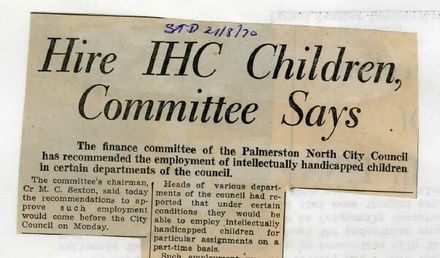 STD 21/8/70
Hire IHC Children,
Committee Says
The finance committee of the Palmerston North City Council
has recommended the employment of intellectually handicapped children
in certain departments of the council.
The committee's chairman,
Cr M. C. Sexton, said today
the recommendations to ap-
prove such employment
would come before the City
Council on Monday.
Heads of various depart-
ments of the council had re-
ported that under certain
conditions they would be
able to employ intellectually
handicapped children for
particular assignments on a
part-time basis.
Such employment